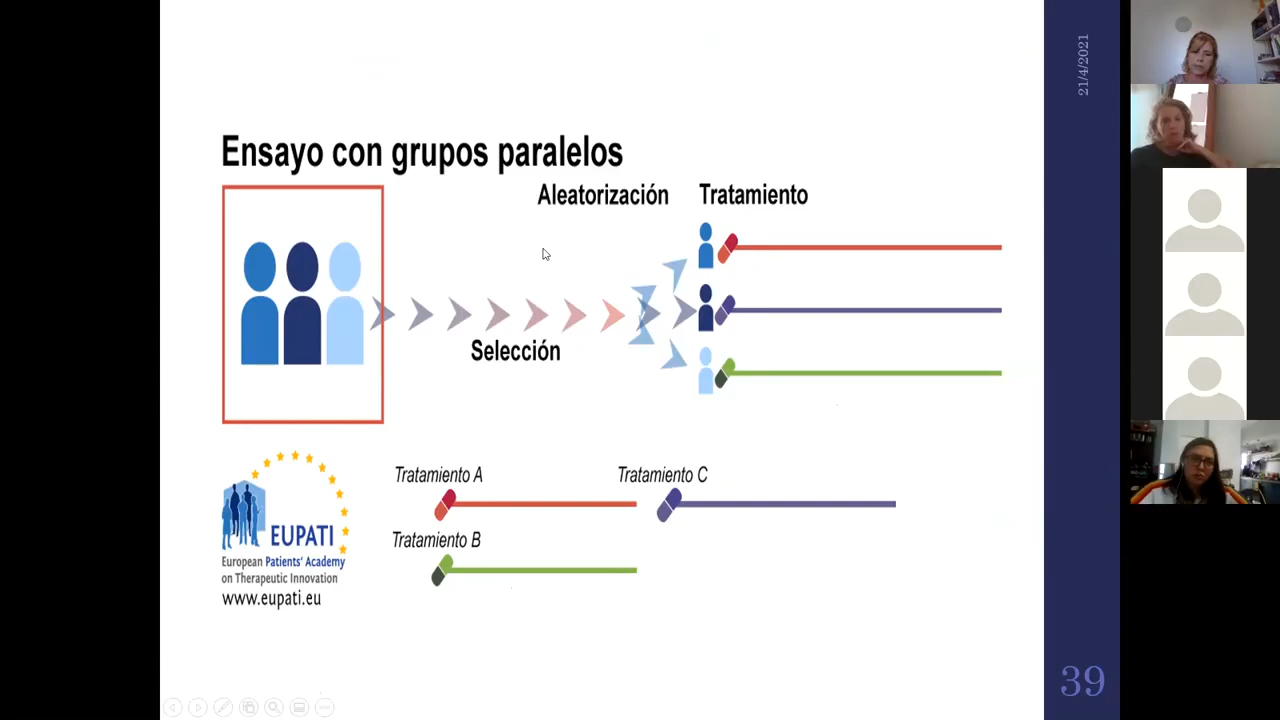 Ensayo con grupos paralelos
Aleatorización
Tratamiento
Selección
Tratamiento A
Tratamiento C
Tratamiento B
EUPATI
European Patients' Academy
on Therapeutic Innovation
www.eupati.eu
21/4/2021
39